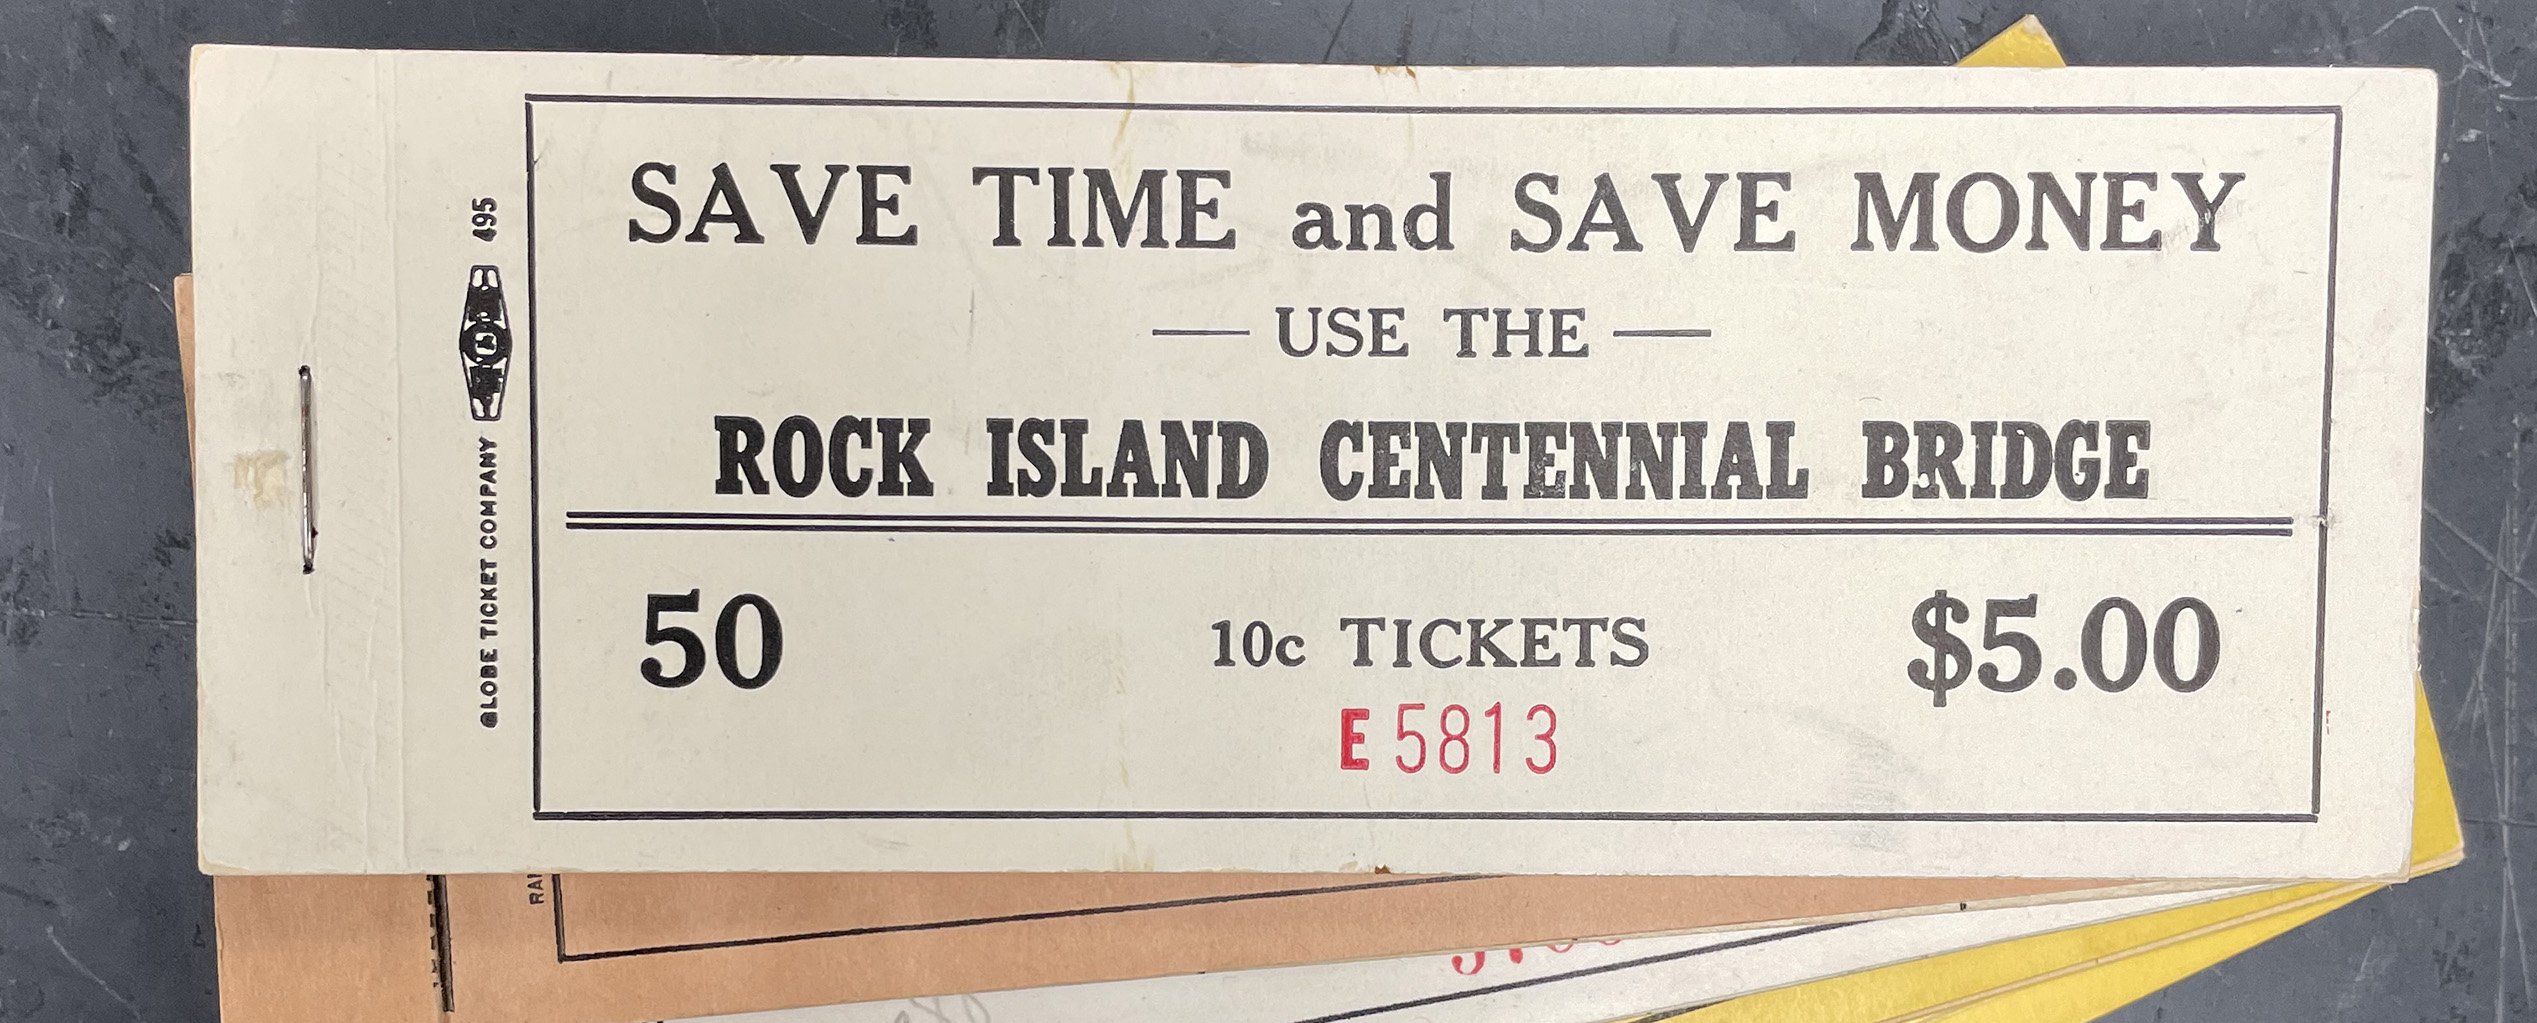 SAVE TIME and SAVE MONEY
— USE THE —
ROCK ISLAND CENTENNIAL BRIDGE
50 10c TICKETS $5.00
E5813
GLOBE TICKET COMPANY 495